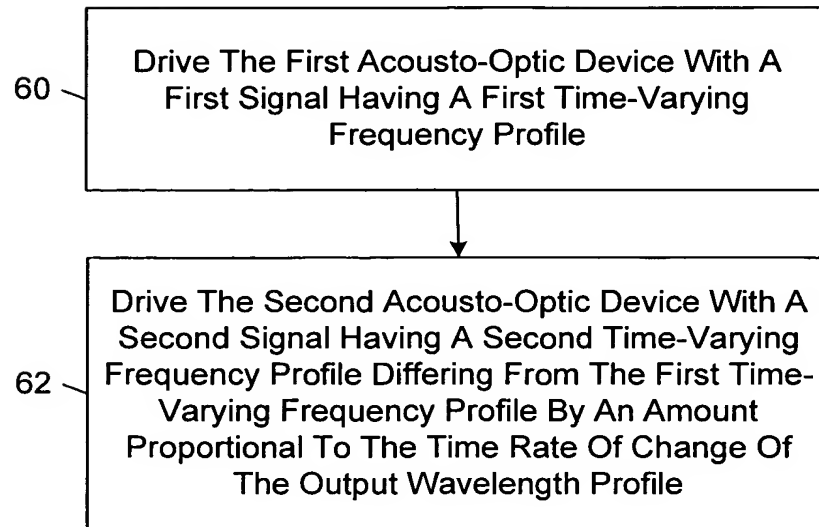 60
Drive The First Acousto-Optic Device With A
First Signal Having A First Time-Varying
Frequency Profile
62
Drive The Second Acousto-Optic Device With A
Second Signal Having A Second Time-Varying
Frequency Profile Differing From The First Time-
Varying Frequency Profile By An Amount
Proportional To The Time Rate Of Change Of
The Output Wavelength Profile